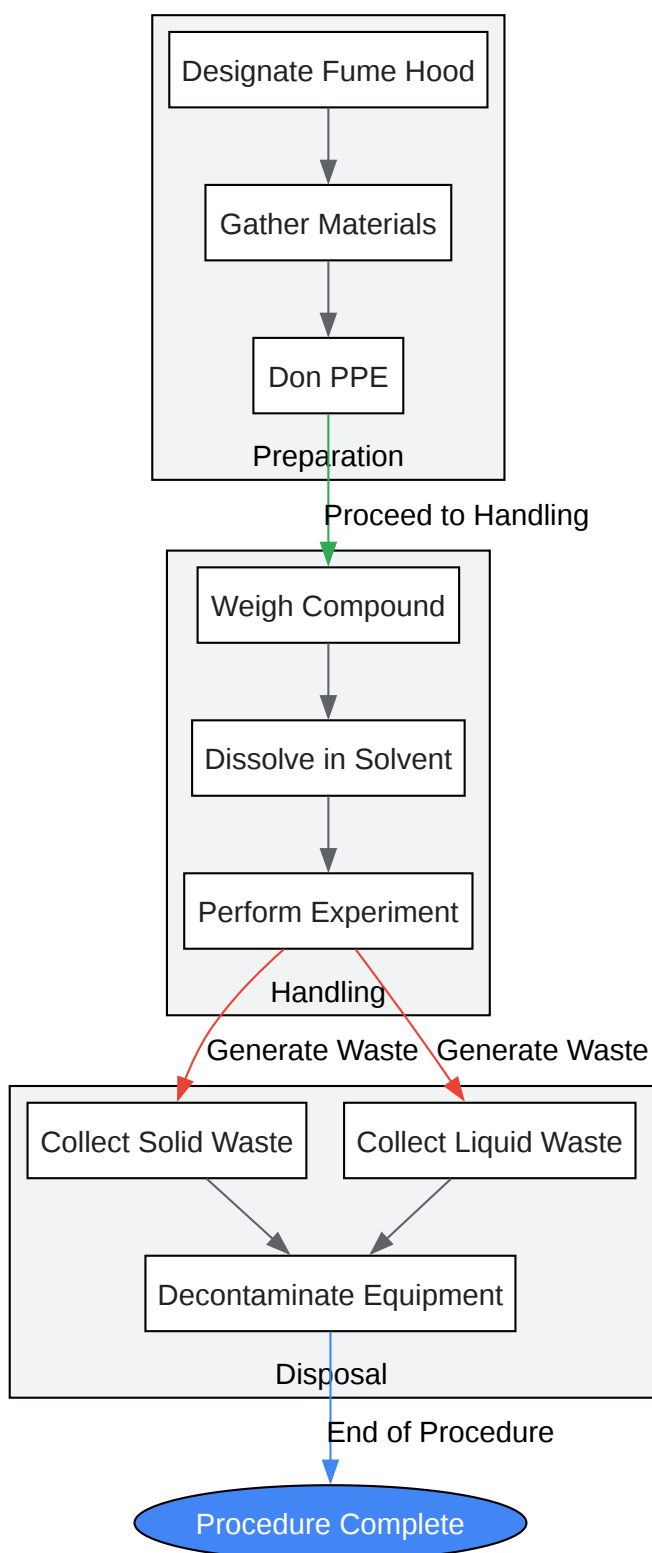 Designate Fume Hood
Gather Materials
Don PPE
Preparation
Proceed to Handling
Weigh Compound
Dissolve in Solvent
Perform Experiment
Handling
Generate Waste
Generate Waste
Collect Solid Waste
Collect Liquid Waste
Decontaminate Equipment
Disposal
End of Procedure
Procedure Complete